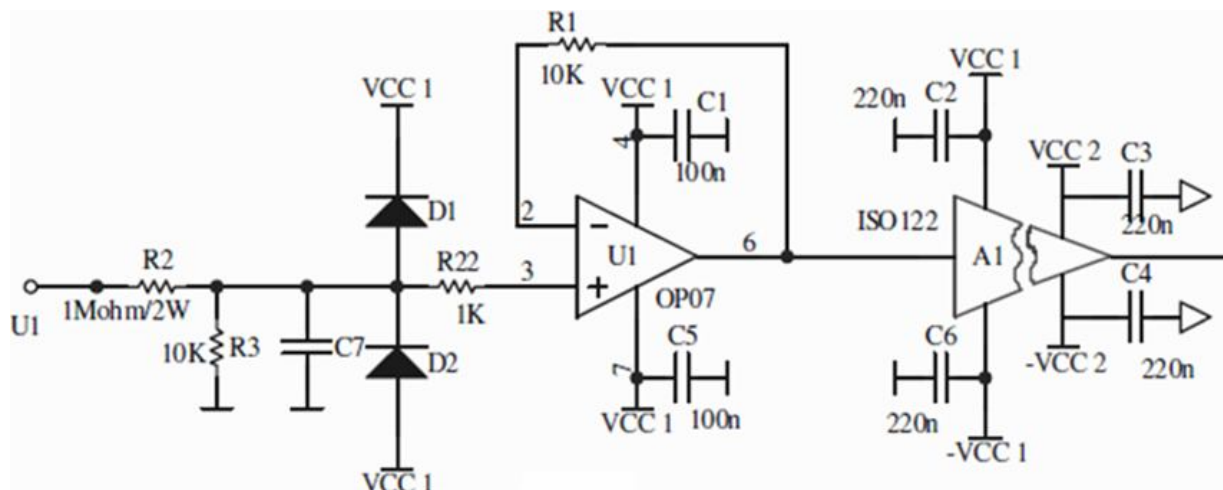 R1
10K
VCC 1
VCC 1
C1
4
100n
220n
C2
VCC 1
VCC 2
C3
220n
D1
2
U1
6
ISO 122
A1
R2
R22
3
OP07
C4
U1
1Mohm/2W
1K
10K
R3
C7
D2
7
C5
C6
-VCC 2
220n
VCC 1
100n
220n
-VCC 1
VCC 1